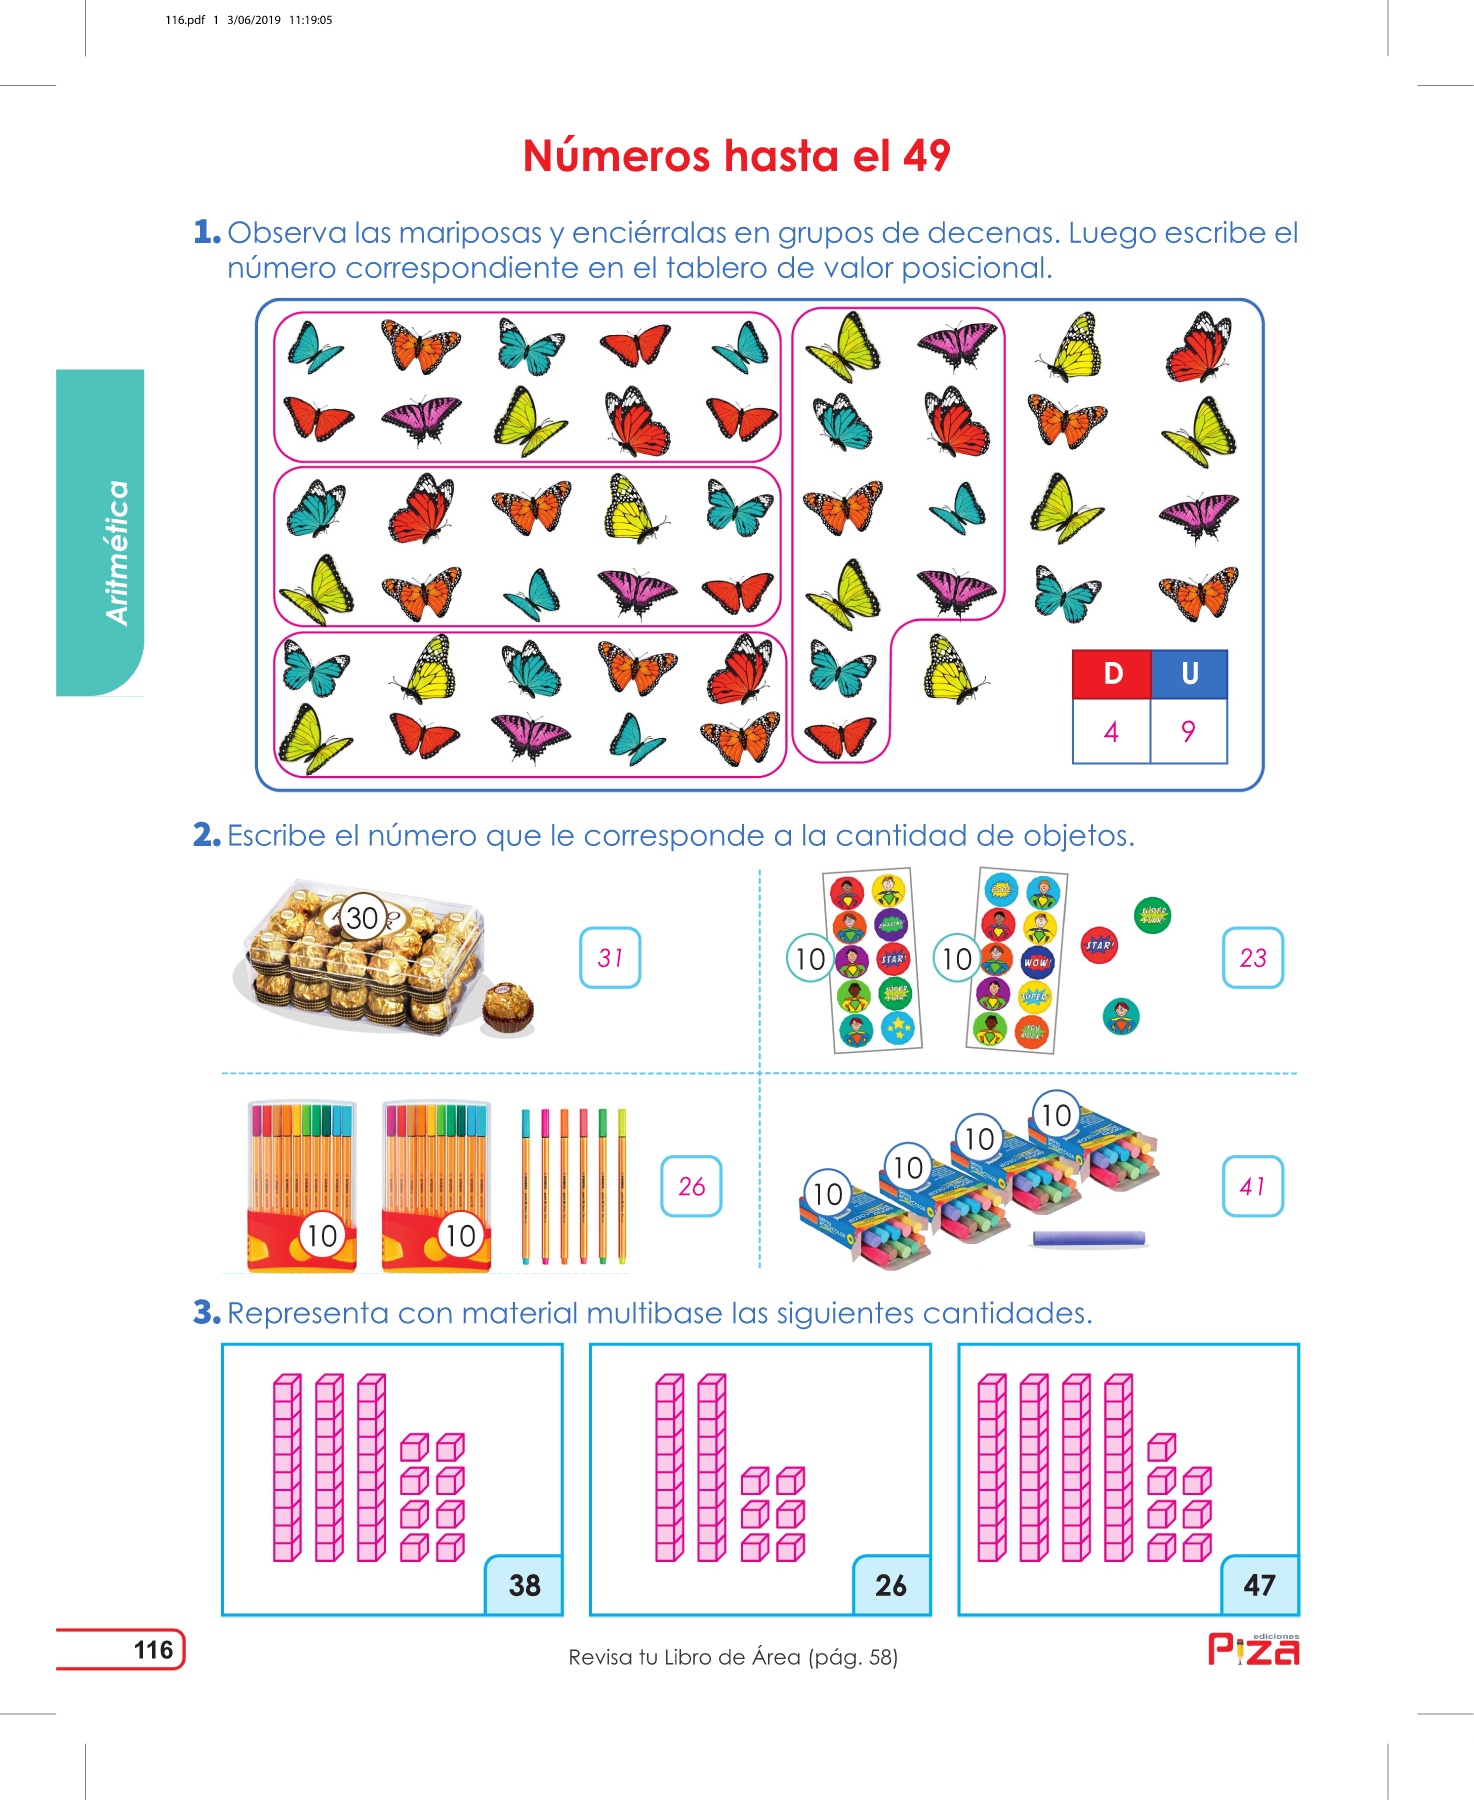 116.pdf 1 3/06/2019 11:19:05
Números hasta el 49
1. Observa las mariposas y enciérralas en grupos de decenas. Luego escribe el
número correspondiente en el tablero de valor posicional.
Aritmética
D U
4 9
2. Escribe el número que le corresponde a la cantidad de objetos.
30
31
10
10
STAR!
WOW!
SUPER
STAR!
23
10
10
26
10
10
10
10
41
3. Representa con material multibase las siguientes cantidades.
38
26
47
116
Revisa tu Libro de Área (pág. 58)
ediciones
Piza